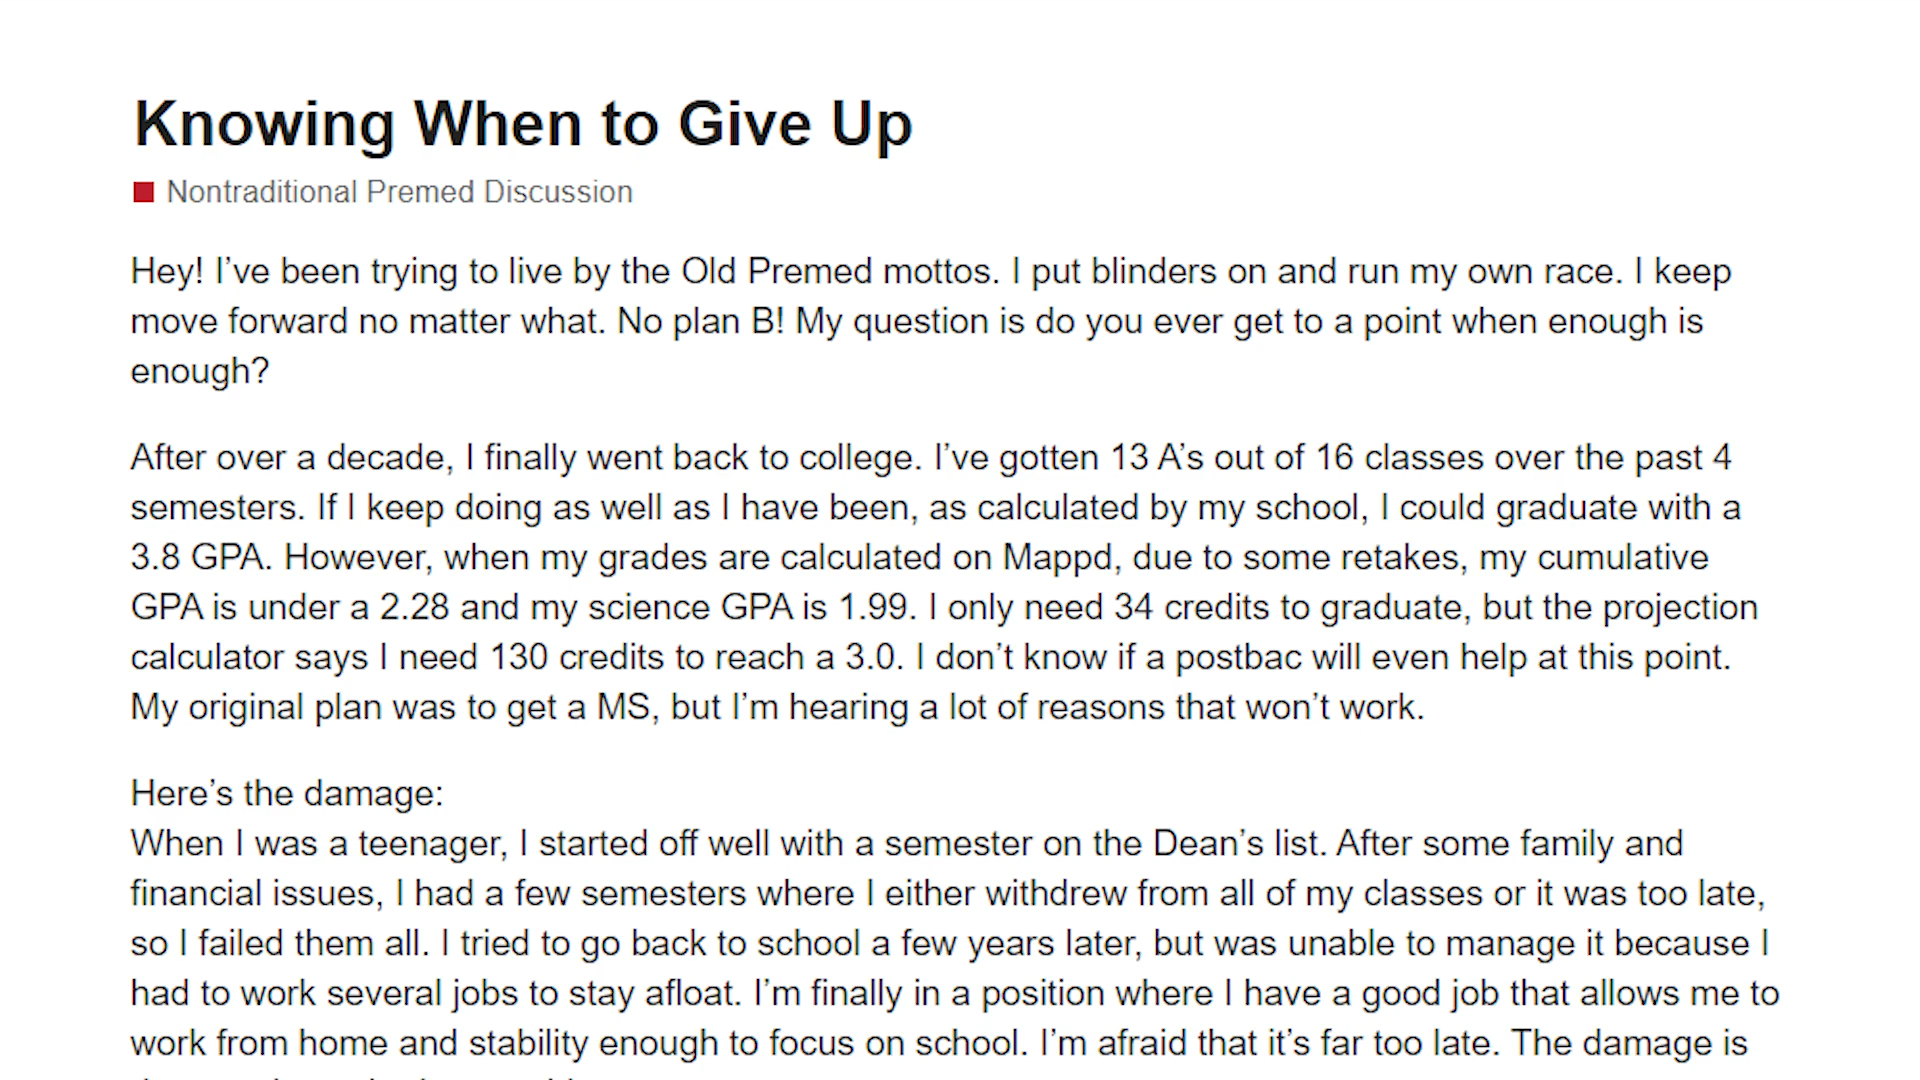 Knowing When to Give Up
Nontraditional Premed Discussion
Hey! I’ve been trying to live by the Old Premed mottos. I put blinders on and run my own race. I keep
move forward no matter what. No plan B! My question is do you ever get to a point when enough is
enough?
After over a decade, I finally went back to college. I’ve gotten 13 A’s out of 16 classes over the past 4
semesters. If I keep doing as well as I have been, as calculated by my school, I could graduate with a
3.8 GPA. However, when my grades are calculated on Mappd, due to some retakes, my cumulative
GPA is under a 2.28 and my science GPA is 1.99. I only need 34 credits to graduate, but the projection
calculator says I need 130 credits to reach a 3.0. I don’t know if a postbac will even help at this point.
My original plan was to get a MS, but I’m hearing a lot of reasons that won’t work.
Here’s the damage:
When I was a teenager, I started off well with a semester on the Dean’s list. After some family and
financial issues, I had a few semesters where I either withdrew from all of my classes or it was too late,
so I failed them all. I tried to go back to school a few years later, but was unable to manage it because I
had to work several jobs to stay afloat. I’m finally in a position where I have a good job that allows me to
work from home and stability enough to focus on school. I’m afraid that it’s far too late. The damage is